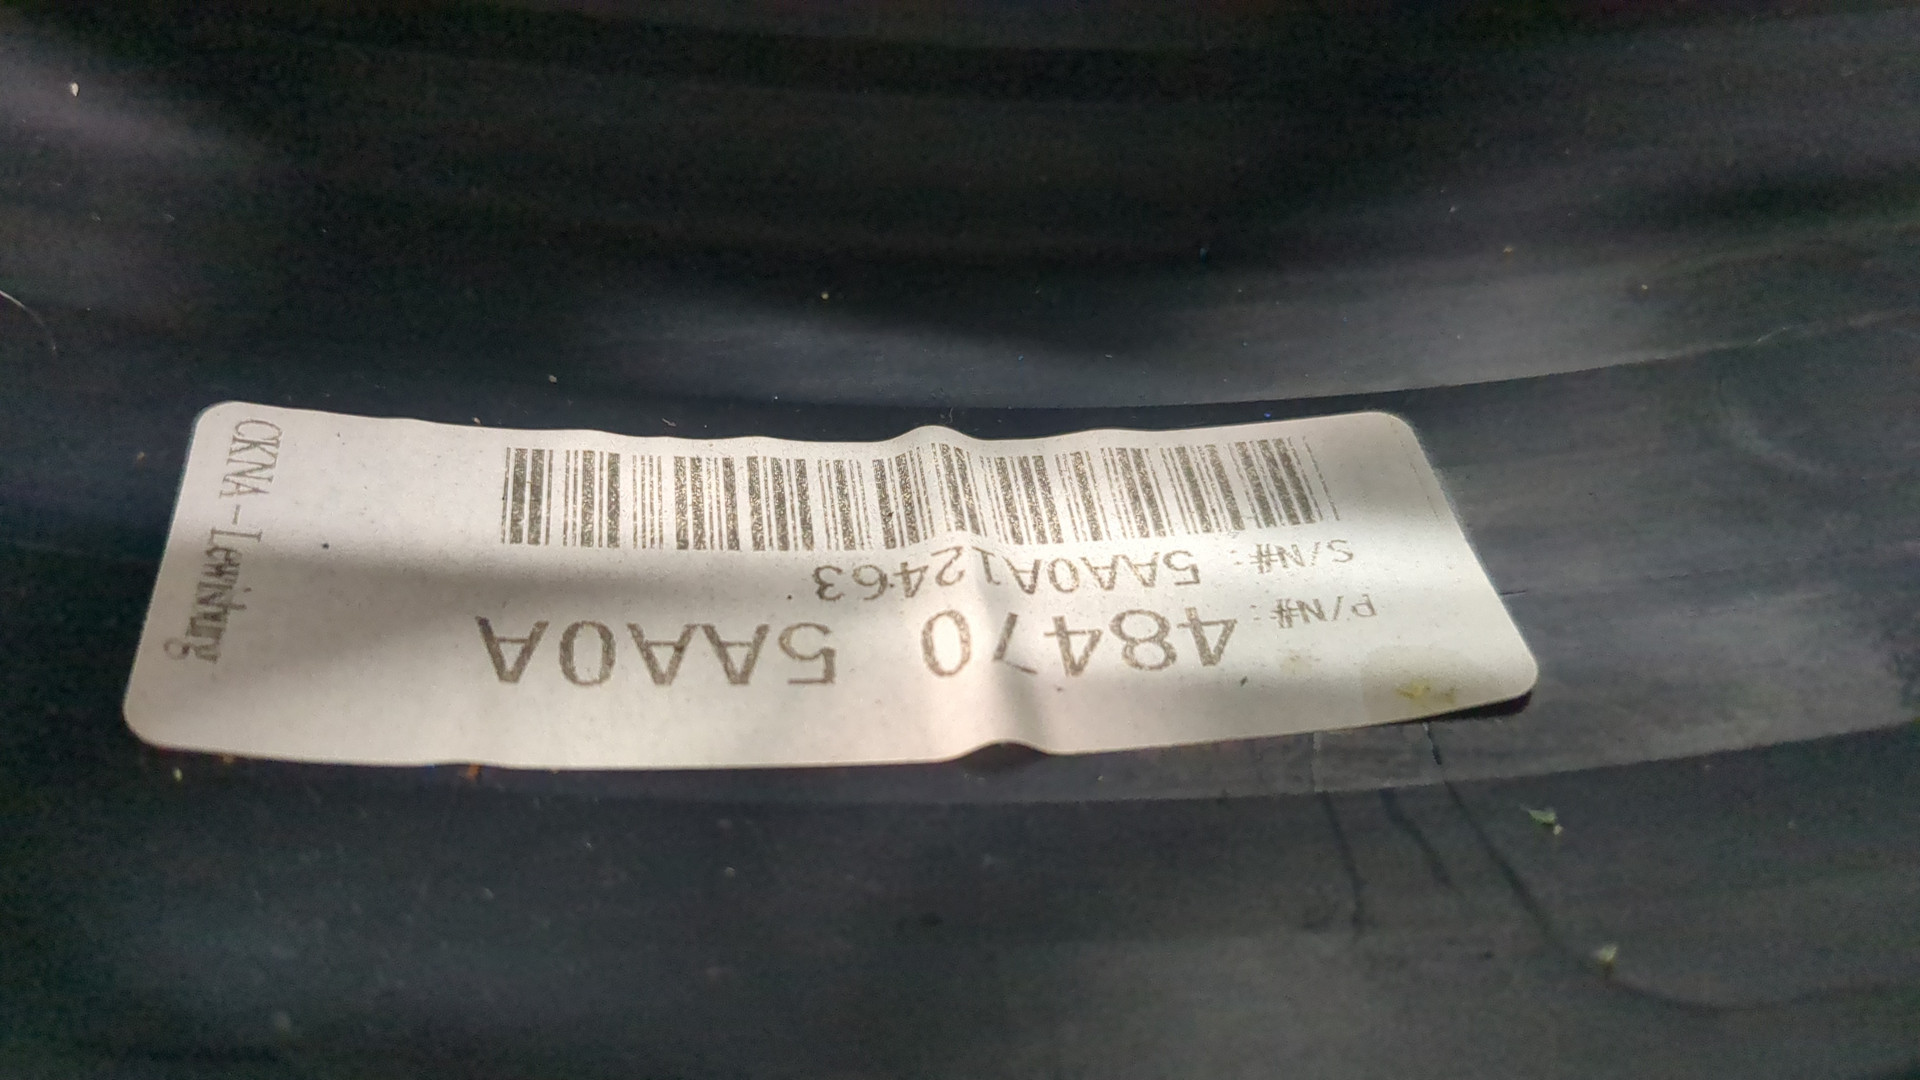 P/N#: 48470 5AA0A
S/N#: 5AA0A12463
CKNA-Lewisburg